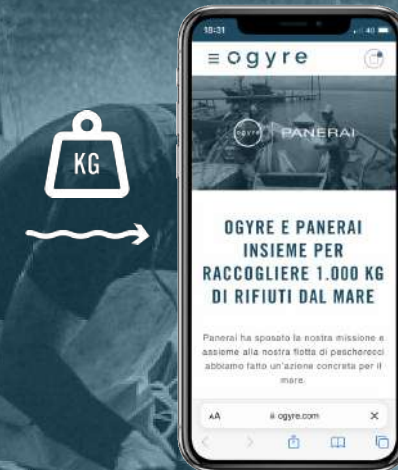 KG
18:31
4G
ogyre
ogyre
PANERAI
OGYRE E PANERAI
INSIEME PER
RACCOGLIERE 1.000 KG
DI RIFIUTI DAL MARE
Panerai ha sposato la nostra missione e
assieme alla nostra flotta di pescherecci
abbiamo fatto un'azione concreta per il
mare.
AA
ogyre.com